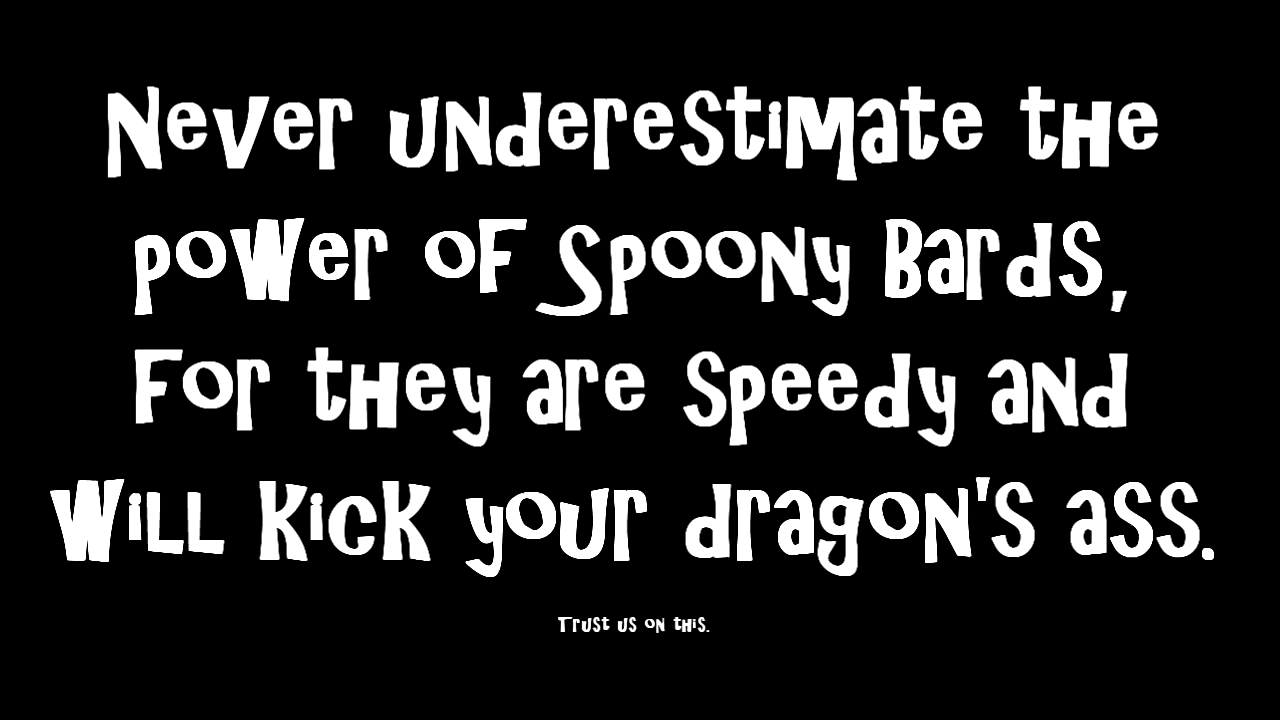 Never underestimate the
power of Spoony Bards,
For they are speedy and
will kick your dragon's ass.
Trust us on this.